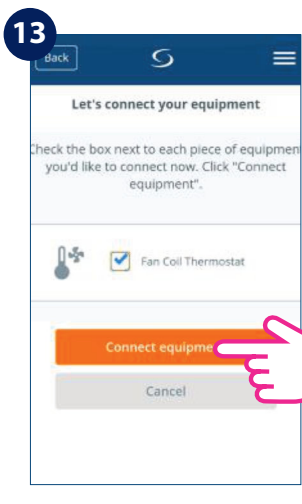 13
Back
Let's connect your equipment
Check the box next to each piece of equipment
you'd like to connect now. Click "Connect
equipment".
Fan Coil Thermostat
Connect equipme
Cancel